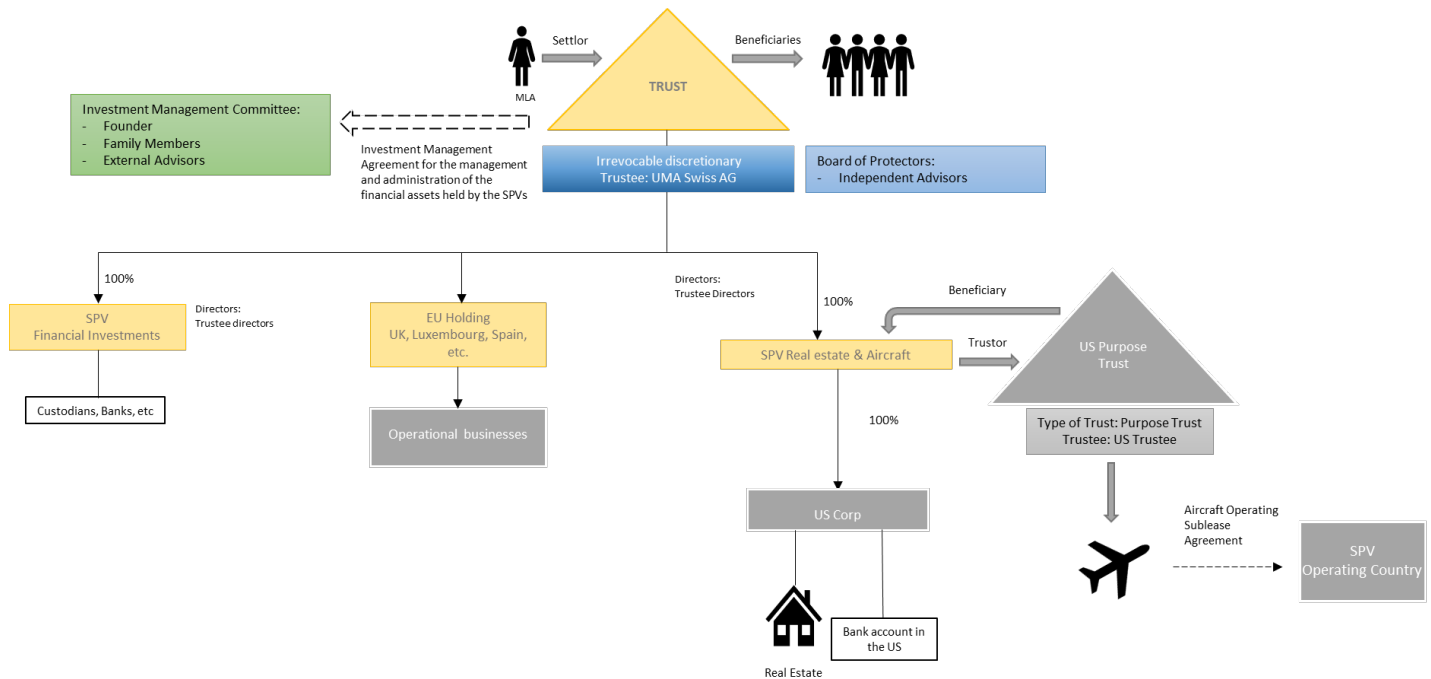 Settlor
Beneficiaries
MLA
TRUST
Investment Management Committee:
- Founder
- Family Members
- External Advisors
Investment Management
Agreement for the management
and administration of the
financial assets held by the SPVs
Irrevocable discretionary
Trustee: UMA Swiss AG
Board of Protectors:
- Independent Advisors
100%
Directors:
Trustee directors
SPV
Financial Investments
Custodians, Banks, etc
EU Holding
UK, Luxembourg, Spain,
etc.
Operational businesses
Directors:
Trustee Directors
100%
SPV Real estate & Aircraft
Beneficiary
Trustor
US Purpose
Trust
Type of Trust: Purpose Trust
Trustee: US Trustee
100%
US Corp
Real Estate
Bank account in
the US
Aircraft Operating
Sublease
Agreement
SPV
Operating Country